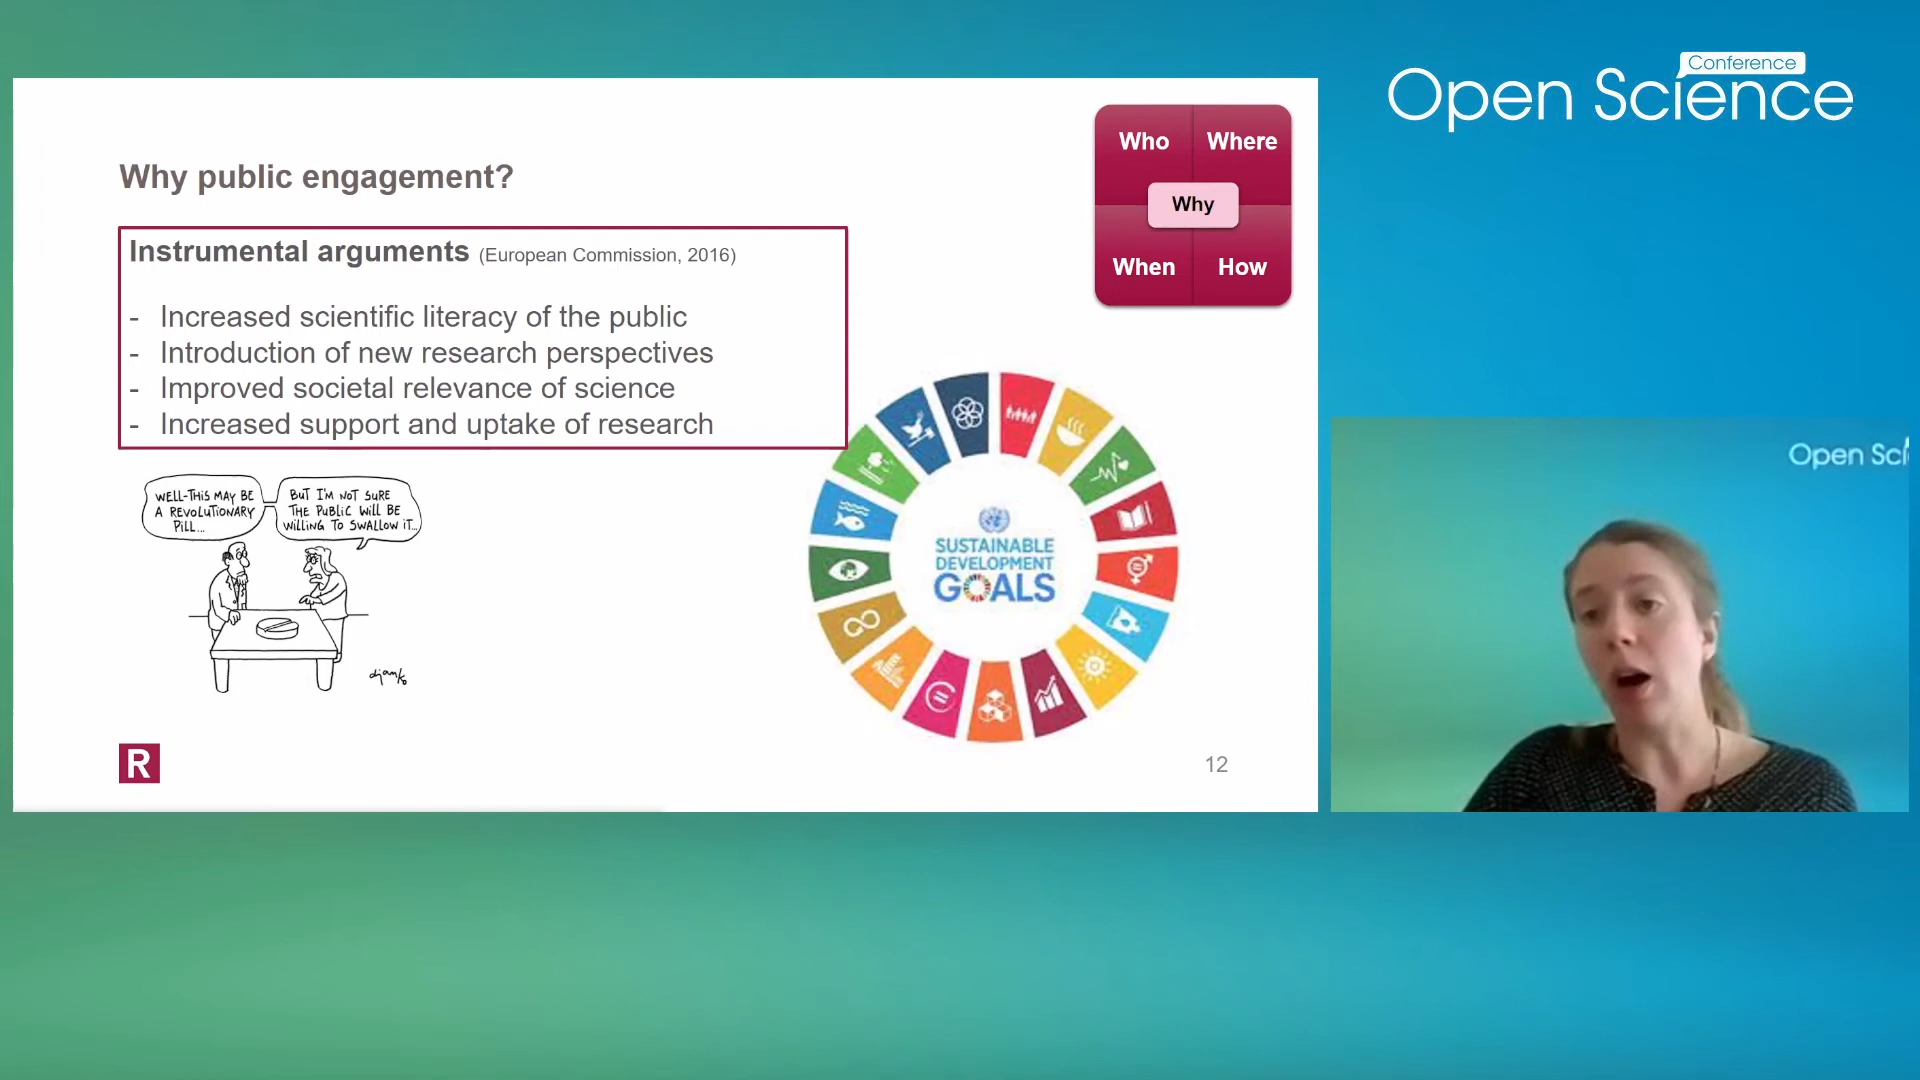 Conference
Open Science
Who
Where
Why
When
How
Why public engagement?
Instrumental arguments (European Commission, 2016)
- Increased scientific literacy of the public
- Introduction of new research perspectives
- Improved societal relevance of science
- Increased support and uptake of research
WELL-THIS MAY BE
A REVOLUTIONARY
PILL...
BUT I'M NOT SURE
THE PUBLIC WILL BE
WILLING TO SWALLOW IT...
djamko
SUSTAINABLE
DEVELOPMENT
GOALS
R
12
Open Sci